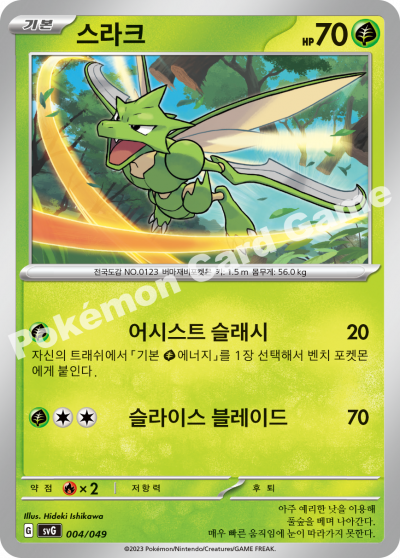 기본 스라크 HP 70
전국도감 NO.0123 버마재비포켓몬 키: 1.5m 몸무게: 56.0kg
어시스트 슬래시 20
자신의 트래쉬에서 「기본 에너지」를 1장 선택해서 벤치 포켓몬
에게 붙인다.
슬라이스 블레이드 70
약점 ×2 저항력 후퇴
Illus. Hideki Ishikawa
G svG 004/049
아주 예리한 낫을 이용해
돌숲을 베며 나아간다.
매우 빠른 움직임에 눈이 따라가지 못한다.
©2023 Pokémon/Nintendo/Creatures/GAME FREAK.
Pokémon Card Game